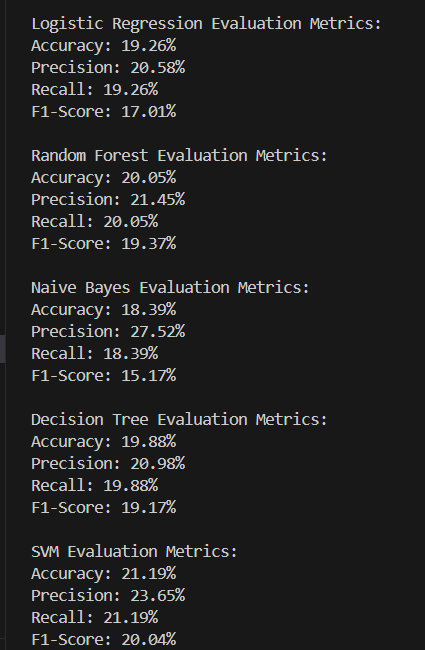 Logistic Regression Evaluation Metrics:
Accuracy: 19.26%
Precision: 20.58%
Recall: 19.26%
F1-Score: 17.01%
Random Forest Evaluation Metrics:
Accuracy: 20.05%
Precision: 21.45%
Recall: 20.05%
F1-Score: 19.37%
Naive Bayes Evaluation Metrics:
Accuracy: 18.39%
Precision: 27.52%
Recall: 18.39%
F1-Score: 15.17%
Decision Tree Evaluation Metrics:
Accuracy: 19.88%
Precision: 20.98%
Recall: 19.88%
F1-Score: 19.17%
SVM Evaluation Metrics:
Accuracy: 21.19%
Precision: 23.65%
Recall: 21.19%
F1-Score: 20.04%